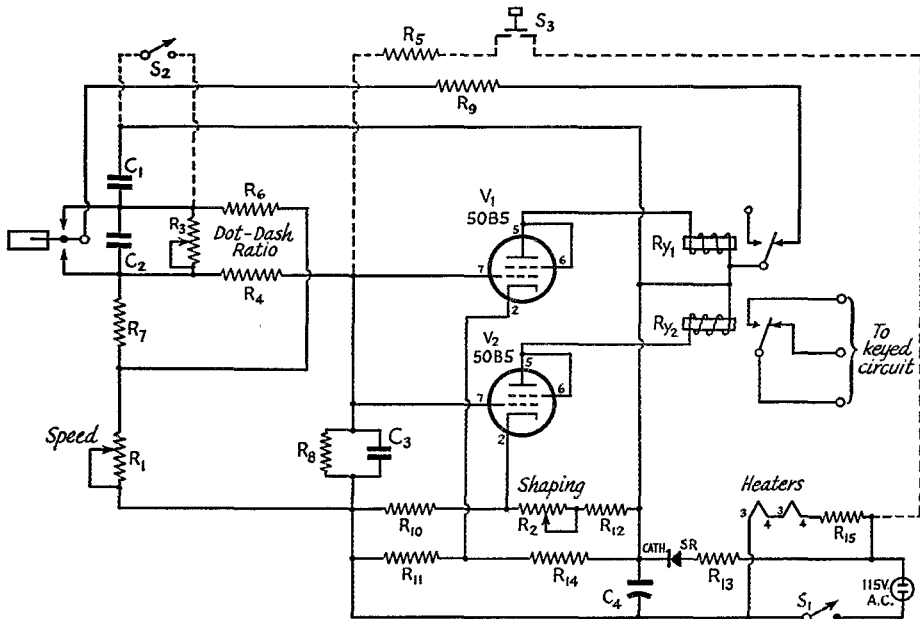 S3
R5
S2
R9
C1
R6
V1
50B5
R3
Dot-Dash
Ratio
C2
R4
5
7
6
2
Ry1
R7
V2
50B5
Ry2
5
7
6
2
To
keyed
circuit
Speed
R1
R8
C3
Shaping
Heaters
R10
R2
R12
3
4
3
4
R15
R11
R14
CATH
SR
R13
C4
S1
115V.
A.C.